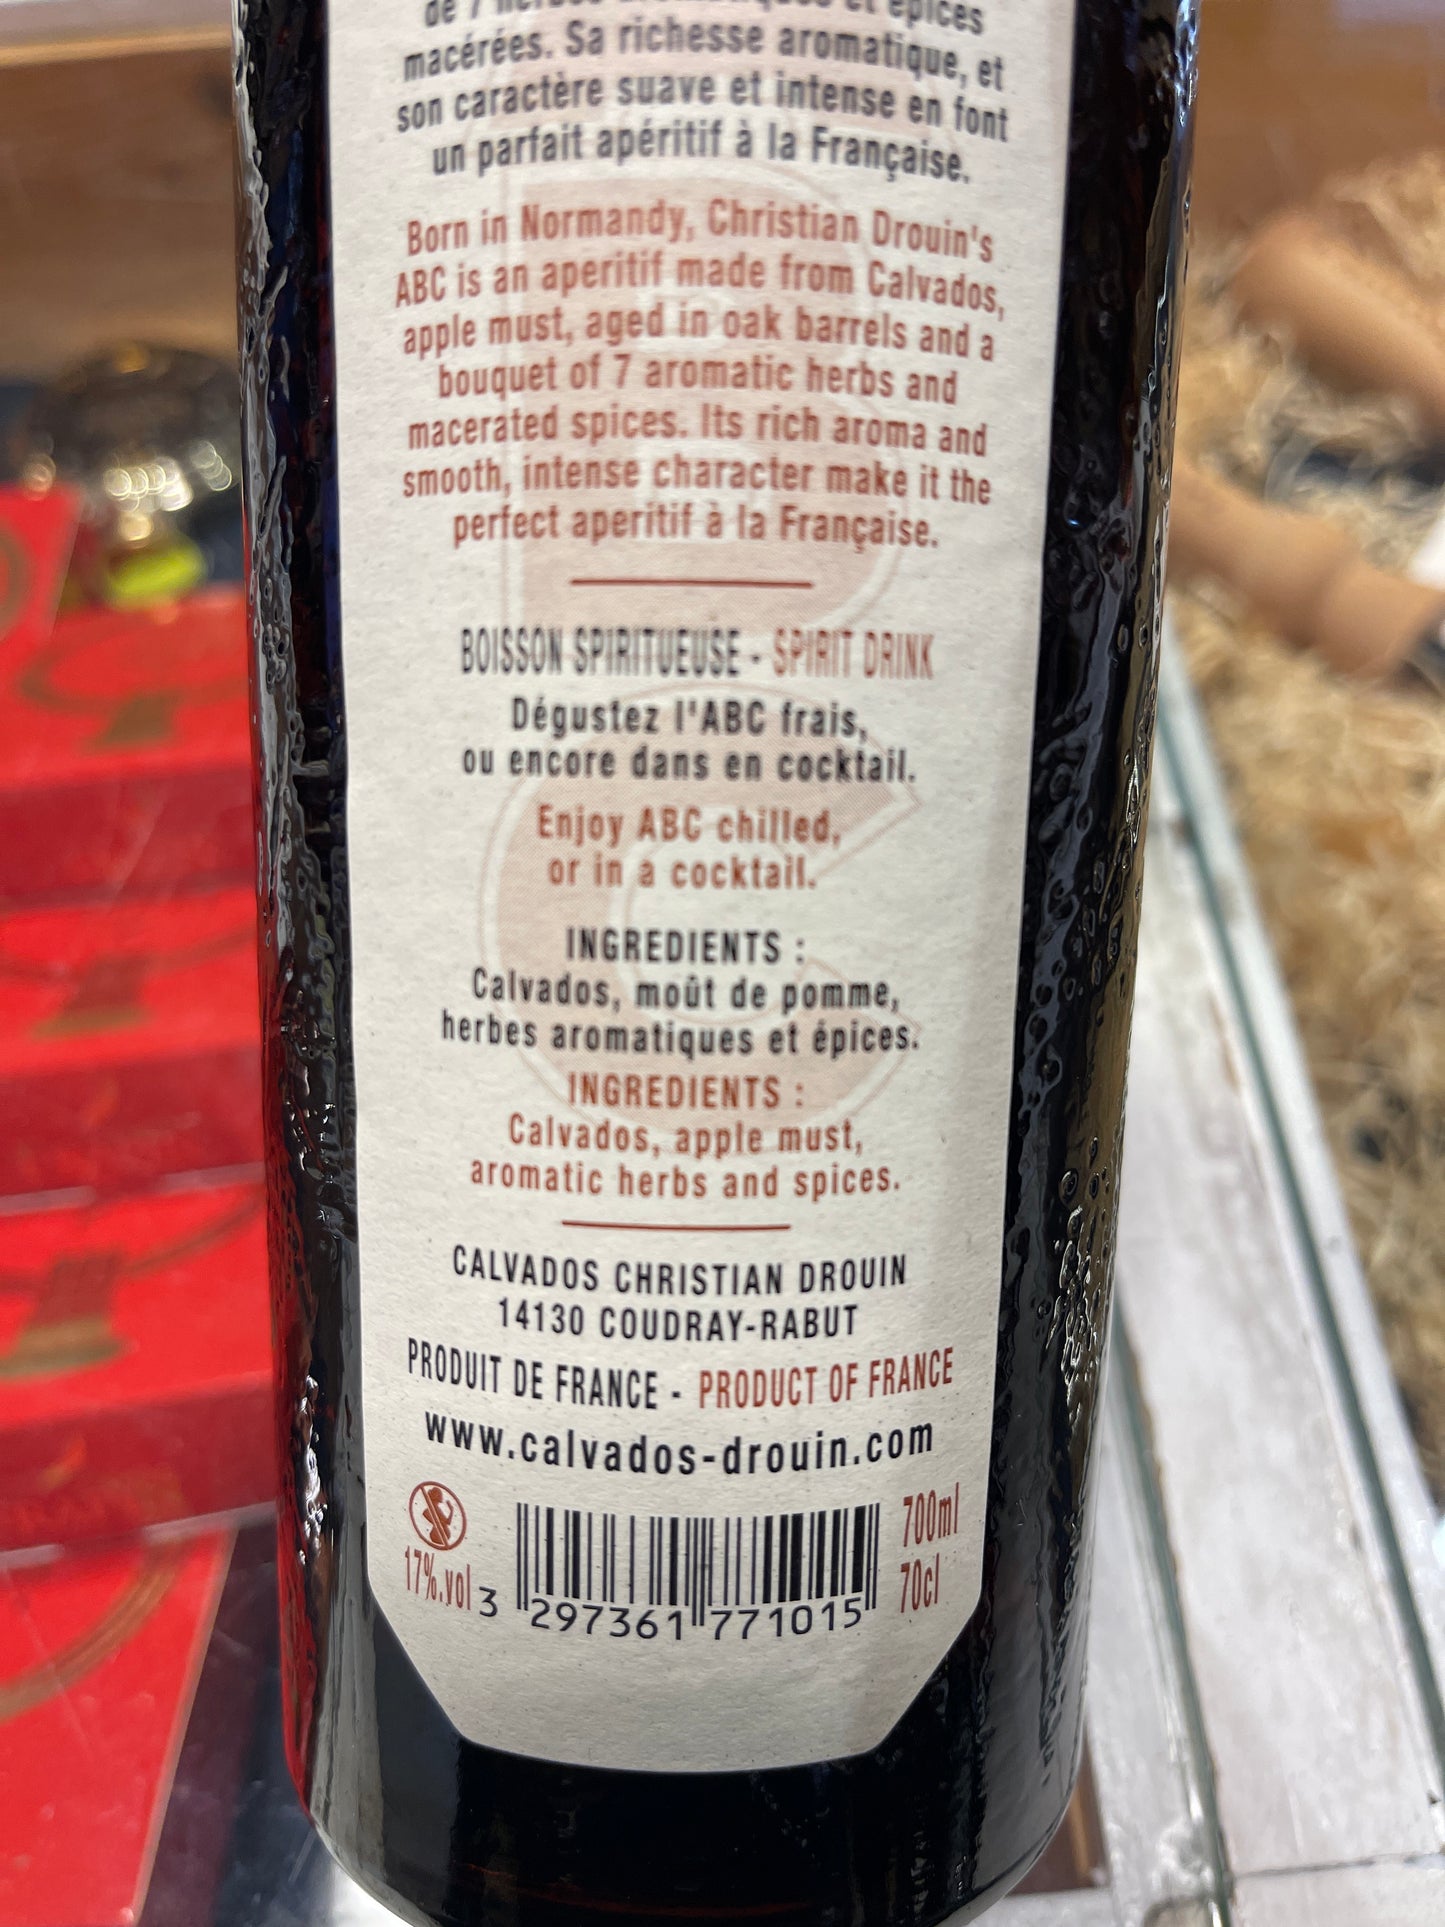 de 7 herbes aromatiques et épices
macérées. Sa richesse aromatique, et
son caractère suave et intense en font
un parfait apéritif à la Française.
Born in Normandy, Christian Drouin's
ABC is an aperitif made from Calvados,
apple must, aged in oak barrels and a
bouquet of 7 aromatic herbs and
macerated spices. Its rich aroma and
smooth, intense character make it the
perfect aperitif à la Française.
BOISSON SPIRITUEUSE - SPIRIT DRINK
Dégustez l'ABC frais,
ou encore dans en cocktail.
Enjoy ABC chilled,
or in a cocktail.
INGREDIENTS :
Calvados, moût de pomme,
herbes aromatiques et épices.
INGREDIENTS :
Calvados, apple must,
aromatic herbs and spices.
CALVADOS CHRISTIAN DROUIN
14130 COUDRAY-RABUT
PRODUIT DE FRANCE - PRODUCT OF FRANCE
www.calvados-drouin.com
700ml
17%.vol
70cl
3 297361 771015